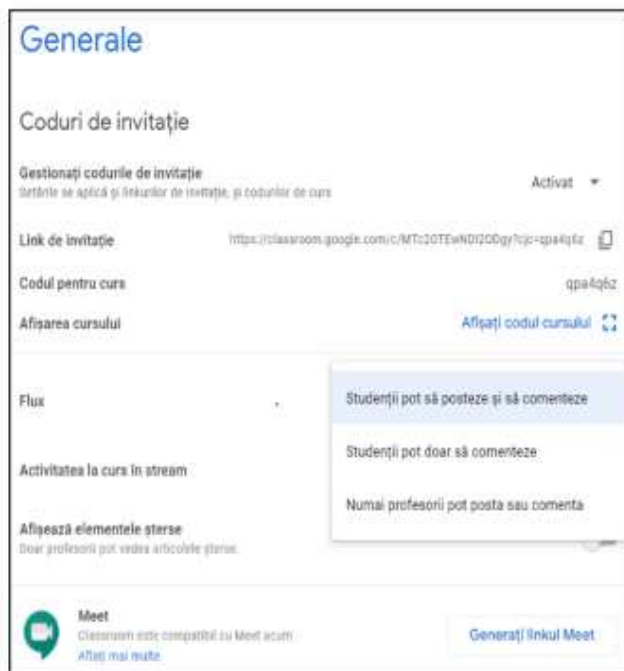 Generale
Coduri de invitație
Gestionați codurile de invitație
Activat
Setările se aplică și linkurilor de invitație, și codurilor de curs
Link de invitație
Codul pentru curs
qpa4q6z
Afișarea cursului
Afișați codul cursului
Flux
Studenții pot să posteze și să comenteze
Studenții pot doar să comenteze
Activitatea la curs în stream
Numai profesorii pot posta sau comenta
Afișează elementele șterse
Doar profesorii pot vedea articolele șterse.
Meet
Classroom este compatibil cu Meet acum
Aflați mai multe
Generați linkul Meet